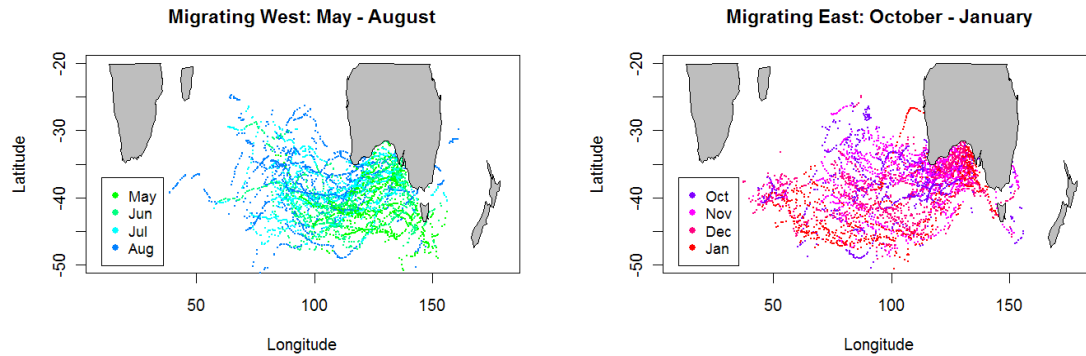 Migrating West: May - August
-20
-30
-40
-50
Latitude
May
Jun
Jul
Aug
50
100
150
Longitude
Migrating East: October - January
-20
-30
-40
-50
Latitude
Oct
Nov
Dec
Jan
50
100
150
Longitude